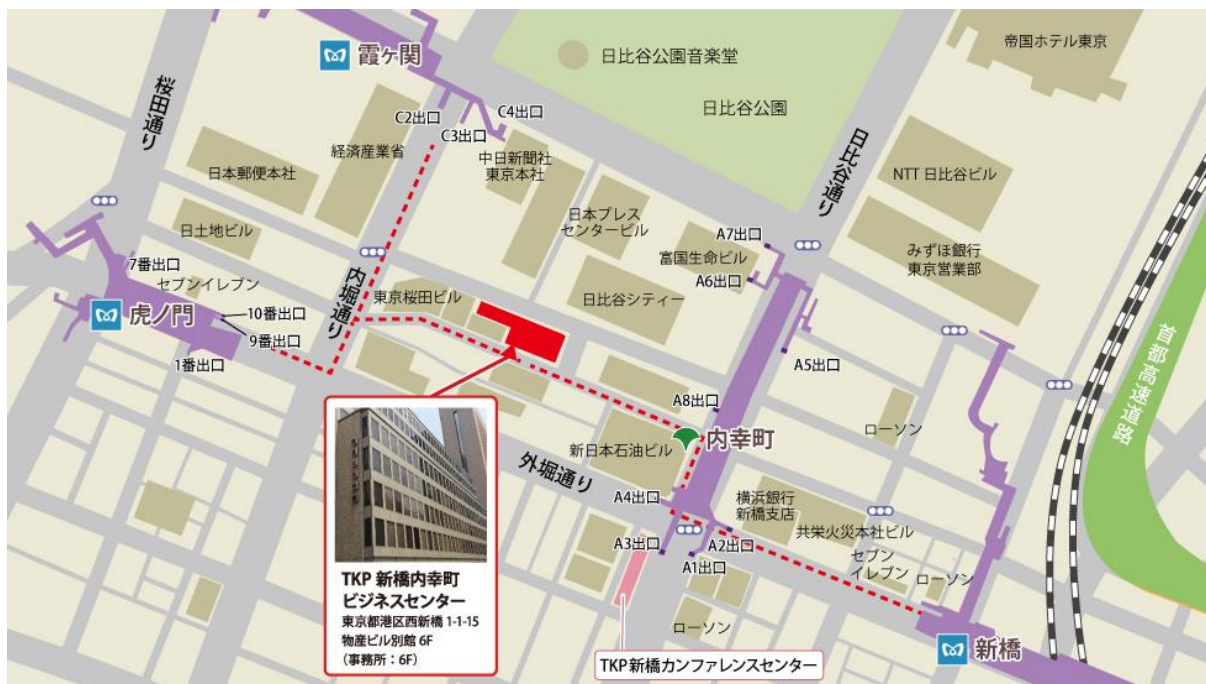 霞ケ関
日比谷公園音楽堂
日比谷公園
帝国ホテル東京
桜田通り
C2出口
C3出口
C4出口
経済産業省
中日新聞社
東京本社
日本郵便本社
日比谷通り
NTT 日比谷ビル
日土地ビル
日本プレス
センタービル
A7出口
富国生命ビル
A6出口
みずほ銀行
東京営業部
7番出口
セブンイレブン
内堀通り
東京桜田ビル
日比谷シティー
虎ノ門
10番出口
9番出口
1番出口
A5出口
首都高速道路
A8出口
内幸町
ローソン
新日本石油ビル
外堀通り
A4出口
横浜銀行
新橋支店
共栄火災本社ビル
A3出口
A2出口
A1出口
セブン
イレブン
ローソン
ローソン
新橋
TKP 新橋内幸町
ビジネスセンター
東京都港区西新橋 1-1-15
物産ビル別館 6F
（事務所：6F）
TKP新橋カンファレンスセンター